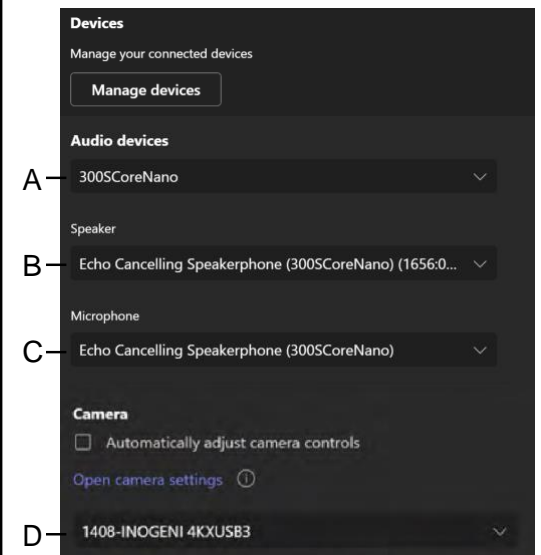 Devices
Manage your connected devices
Manage devices
Audio devices
A
300SCoreNano
Speaker
B
Echo Cancelling Speakerphone (300SCoreNano) (1656:0...
Microphone
C
Echo Cancelling Speakerphone (300SCoreNano)
Camera
Automatically adjust camera controls
Open camera settings
D
1408-INOGENI 4KXUSB3